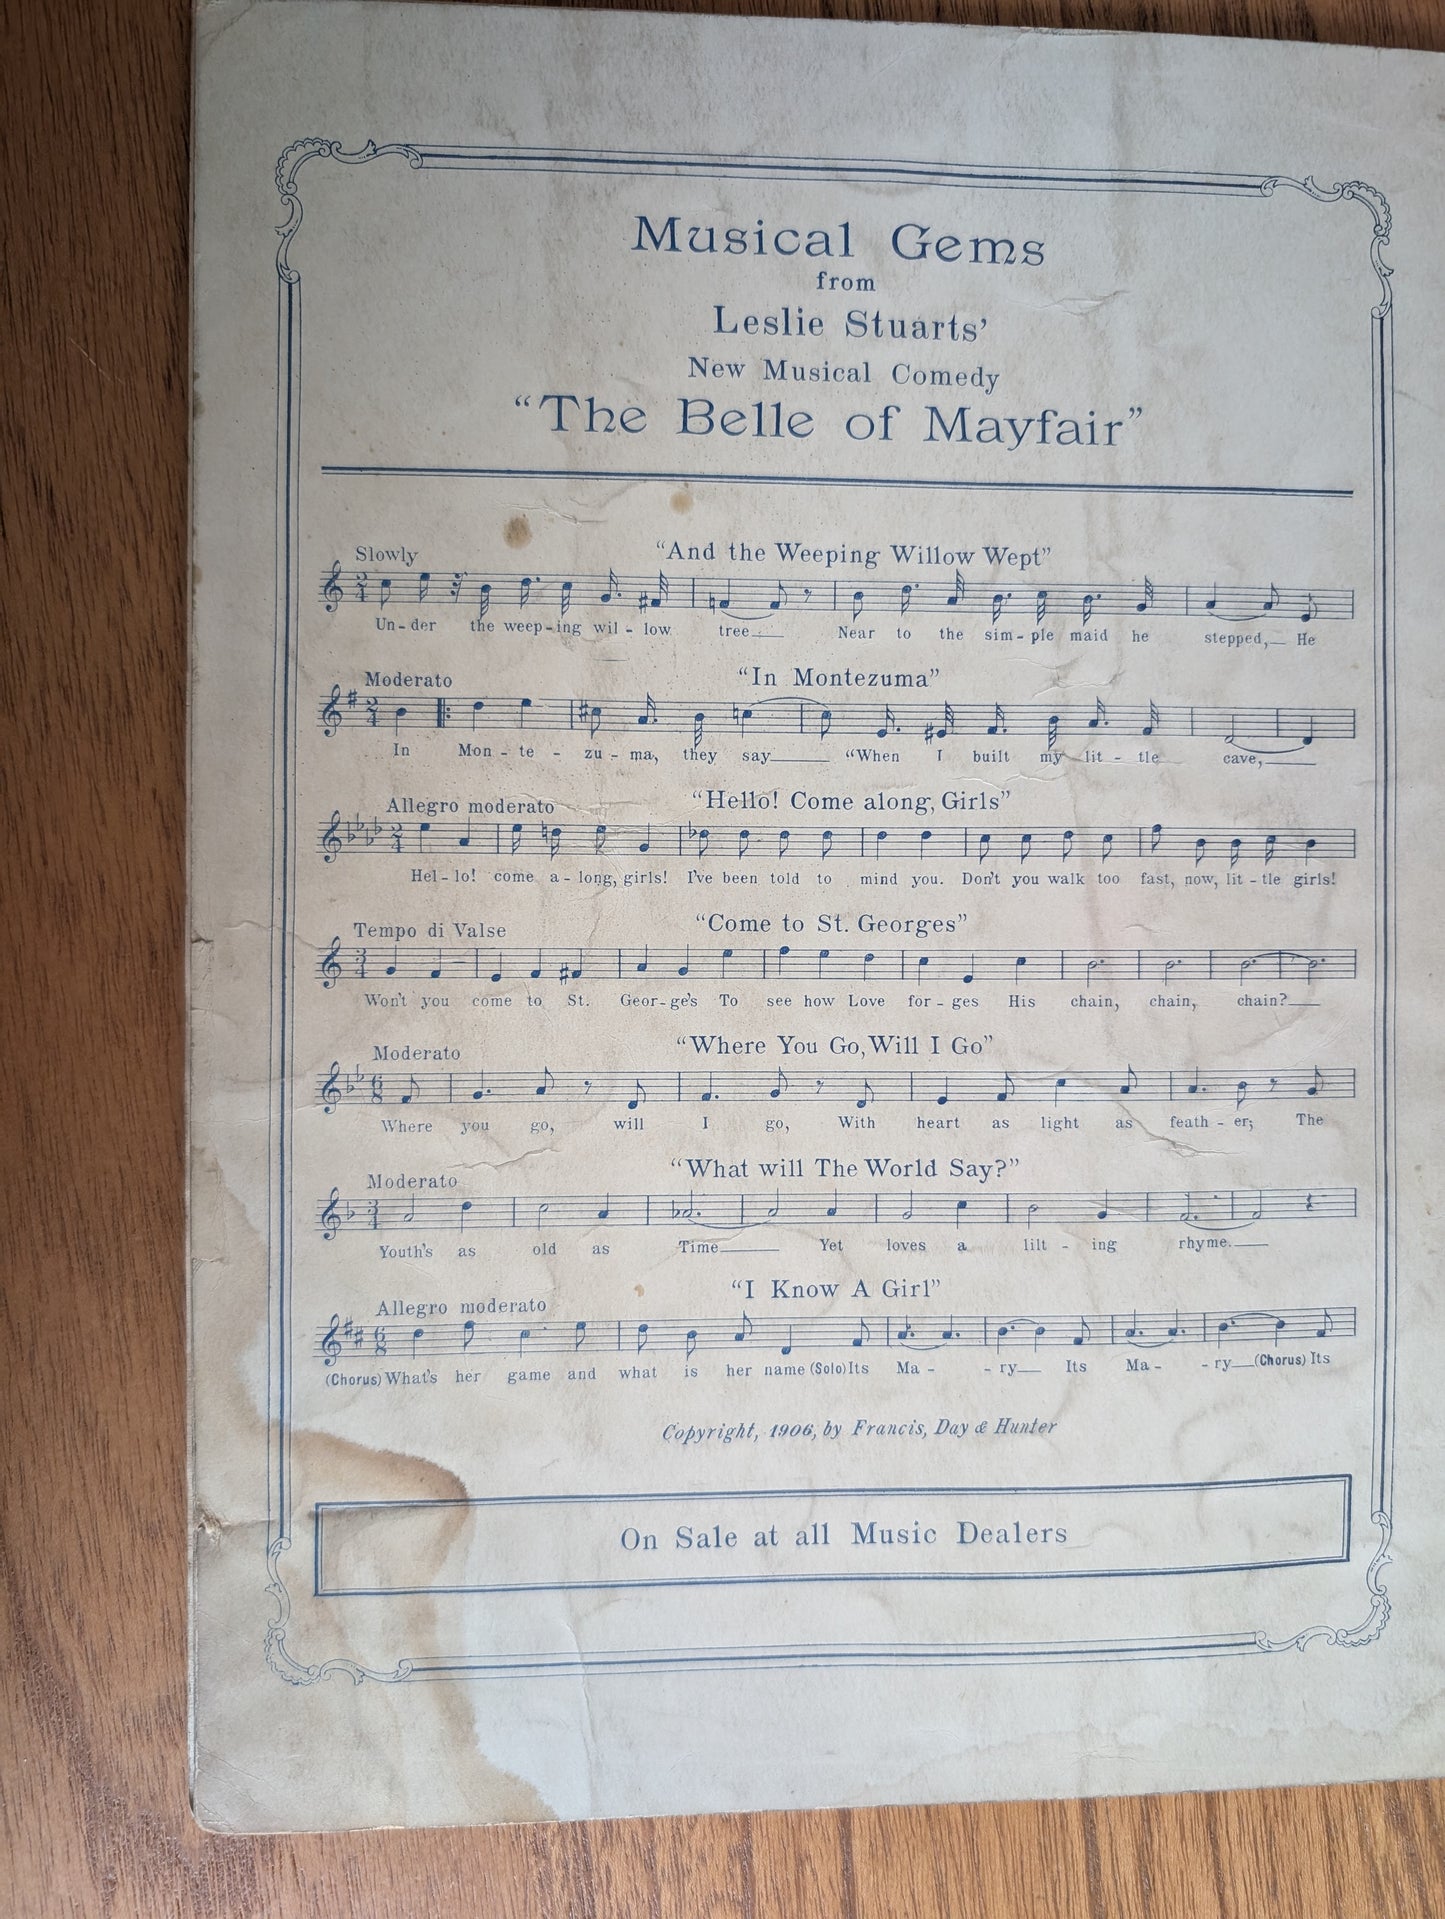 Musical Gems
from
Leslie Stuarts'
New Musical Comedy
"The Belle of Mayfair"
Slowly "And the Weeping Willow Wept"
Un-der the weep-ing wil-low tree Near to the sim-ple maid he stepped, He
Moderato "In Montezuma"
In Mon-te-zu-ma, they say "When I built my lit-tle cave,
Allegro moderato "Hello! Come along, Girls"
Hel-lo! come a-long, girls! I've been told to mind you. Don't you walk too fast, now, lit-tle girls!
Tempo di Valse "Come to St. Georges"
Won't you come to St. Geor-ge's To see how Love for-ges His chain, chain, chain?
Moderato "Where You Go, Will I Go"
Where you go, will I go, With heart as light as feath-er; The
Moderato "What will The World Say?"
Youth's as old as Time Yet loves a lilt-ing rhyme.
Allegro moderato "I Know A Girl"
(Chorus) What's her game and what is her name (Solo) Its Ma-ry Its Ma-ry (Chorus) Its
Copyright, 1906, by Francis, Day & Hunter
On Sale at all Music Dealers